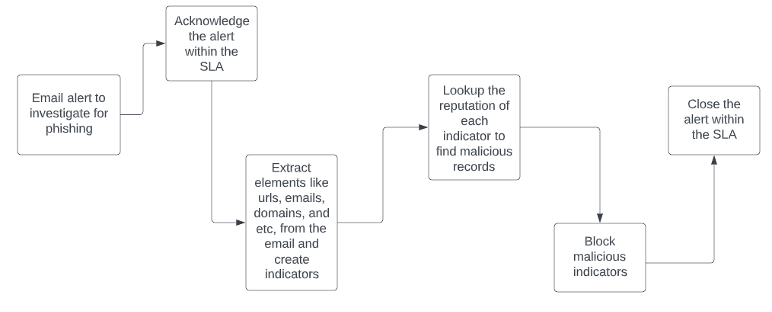 Email alert to
investigate for
phishing
Acknowledge
the alert
within the
SLA
Extract
elements like
urls, emails,
domains, and
etc, from the
email and
create
indicators
Lookup the
reputation of
each
indicator to
find malicious
records
Block
malicious
indicators
Close the
alert within
the SLA